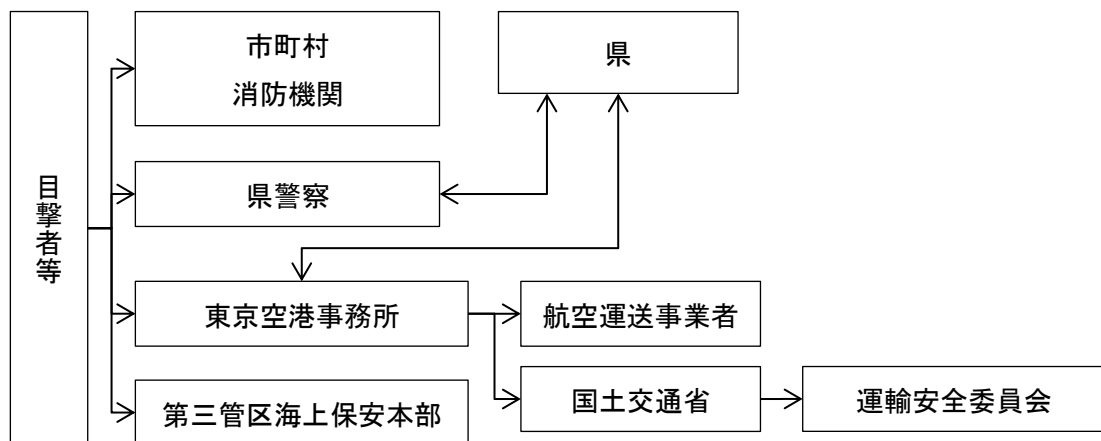 目撃者等
市町村
消防機関
県
県警察
東京空港事務所
航空運送事業者
国土交通省
運輸安全委員会
第三管区海上保安本部